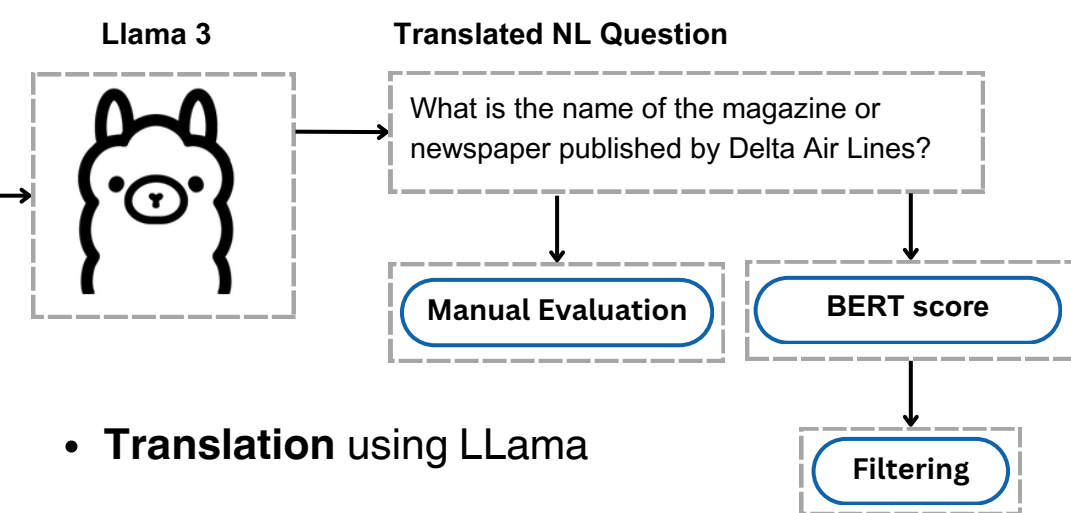 Llama 3
Translated NL Question
What is the name of the magazine or
newspaper published by Delta Air Lines?
Manual Evaluation
BERT score
• Translation using LLama
Filtering